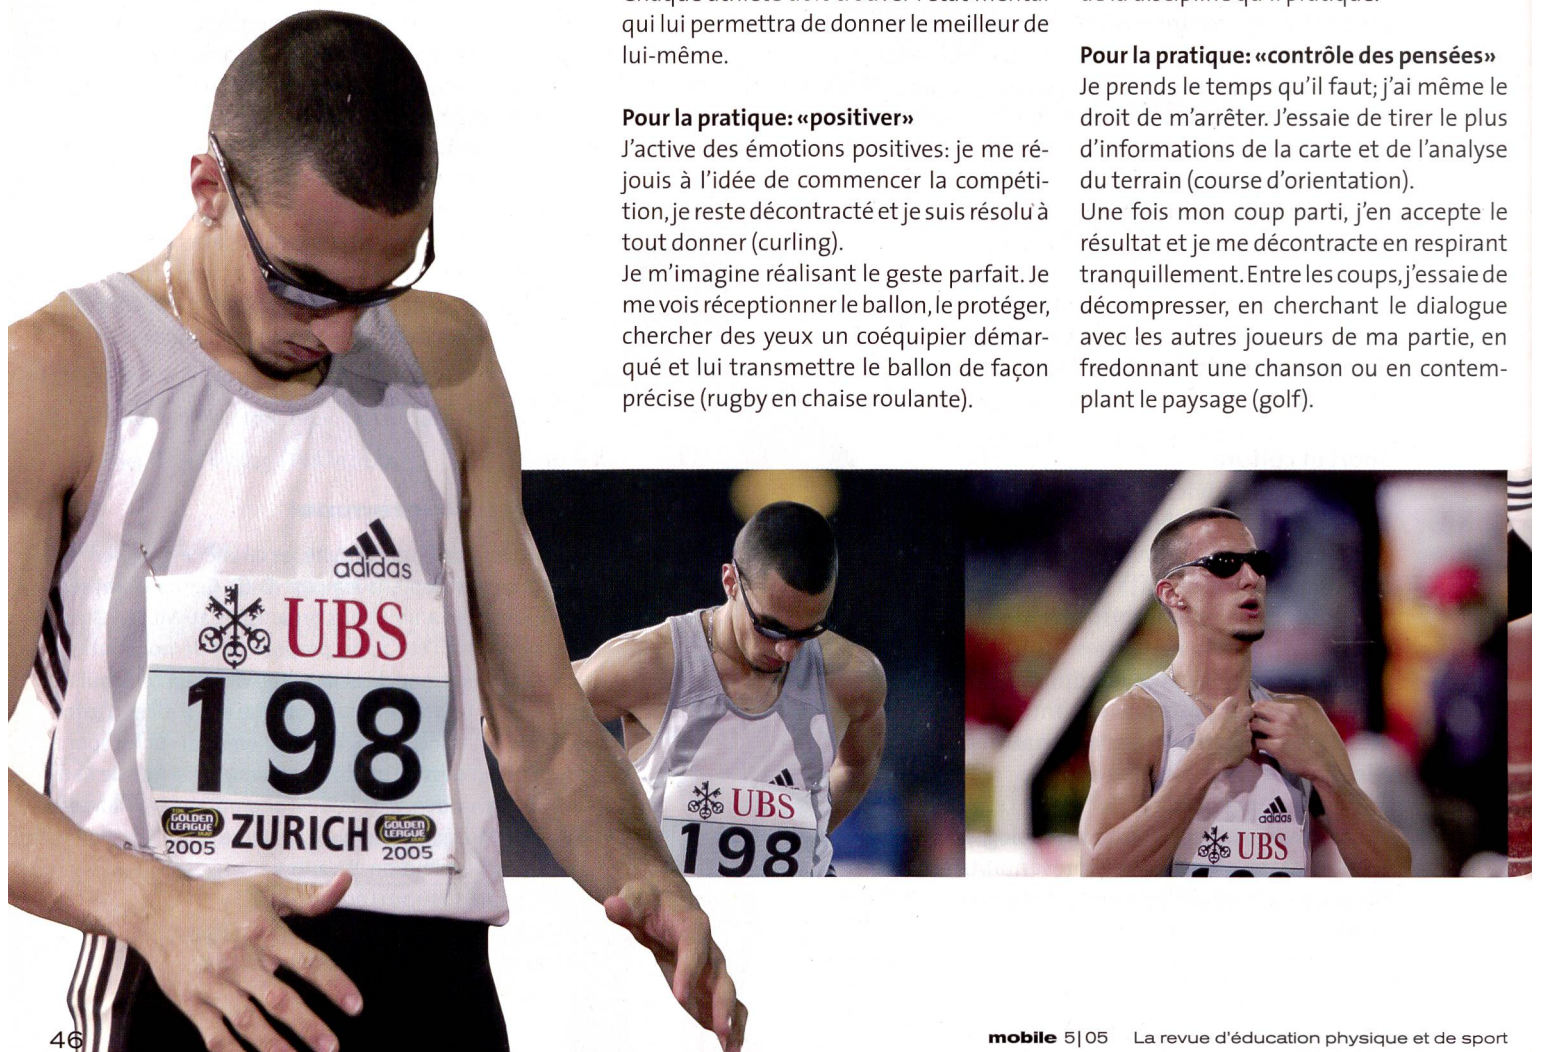 qui lui permettra de donner le meilleur de
lui-même.
Pour la pratique: «positiver»
J'active des émotions positives: je me ré-
jouis à l'idée de commencer la compéti-
tion, je reste décontracté et je suis résolu à
tout donner (curling).
Je m'imagine réalisant le geste parfait. Je
me vois réceptionner le ballon, le protéger,
chercher des yeux un coéquipier démar-
qué et lui transmettre le ballon de façon
précise (rugby en chaise roulante).
Pour la pratique: «contrôle des pensées»
Je prends le temps qu'il faut; j'ai même le
droit de m'arrêter. J'essaie de tirer le plus
d'informations de la carte et de l'analyse
du terrain (course d'orientation).
Une fois mon coup parti, j'en accepte le
résultat et je me décontracte en respirant
tranquillement. Entre les coups, j'essaie de
décompresser, en cherchant le dialogue
avec les autres joueurs de ma partie, en
fredonnant une chanson ou en contem-
plant le paysage (golf).
adidas
UBS
198
GOLDEN LEAGUE
2005
ZURICH
GOLDEN LEAGUE
2005
UBS
198
adidas
UBS
46
mobile 5|05 La revue d'éducation physique et de sport